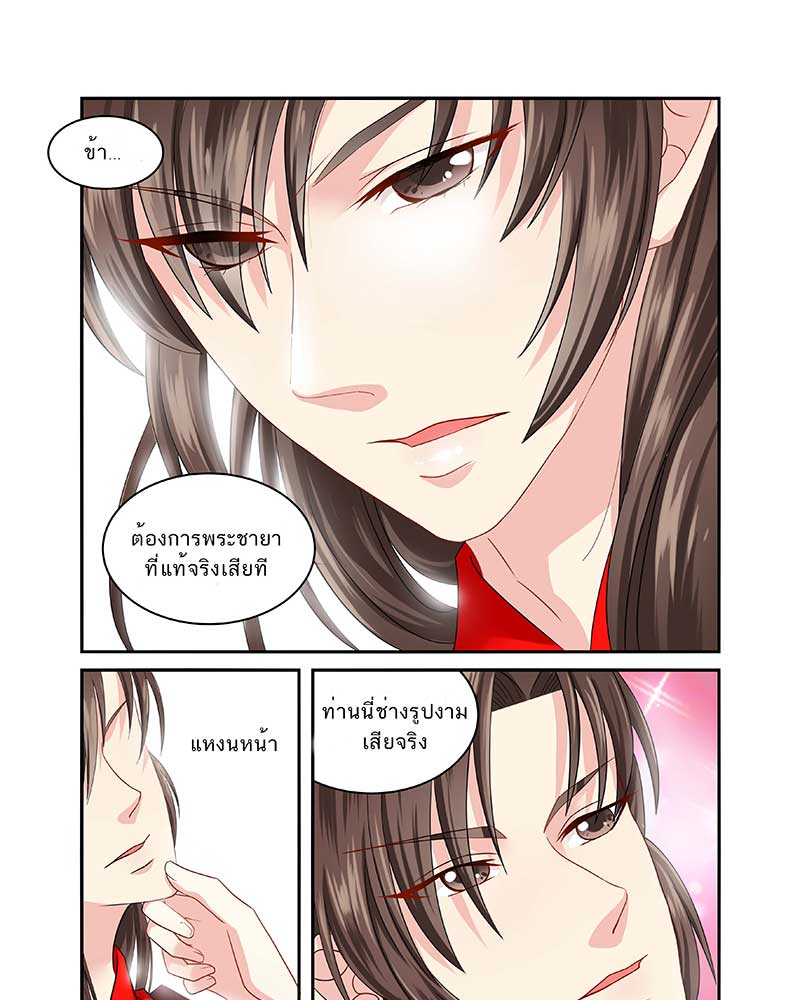 ข้า...
ต้องการพระชายา
ที่แท้จริงเสียที
แหงนหน้า
ท่านนี่ช่างรูปงาม
เสียจริง